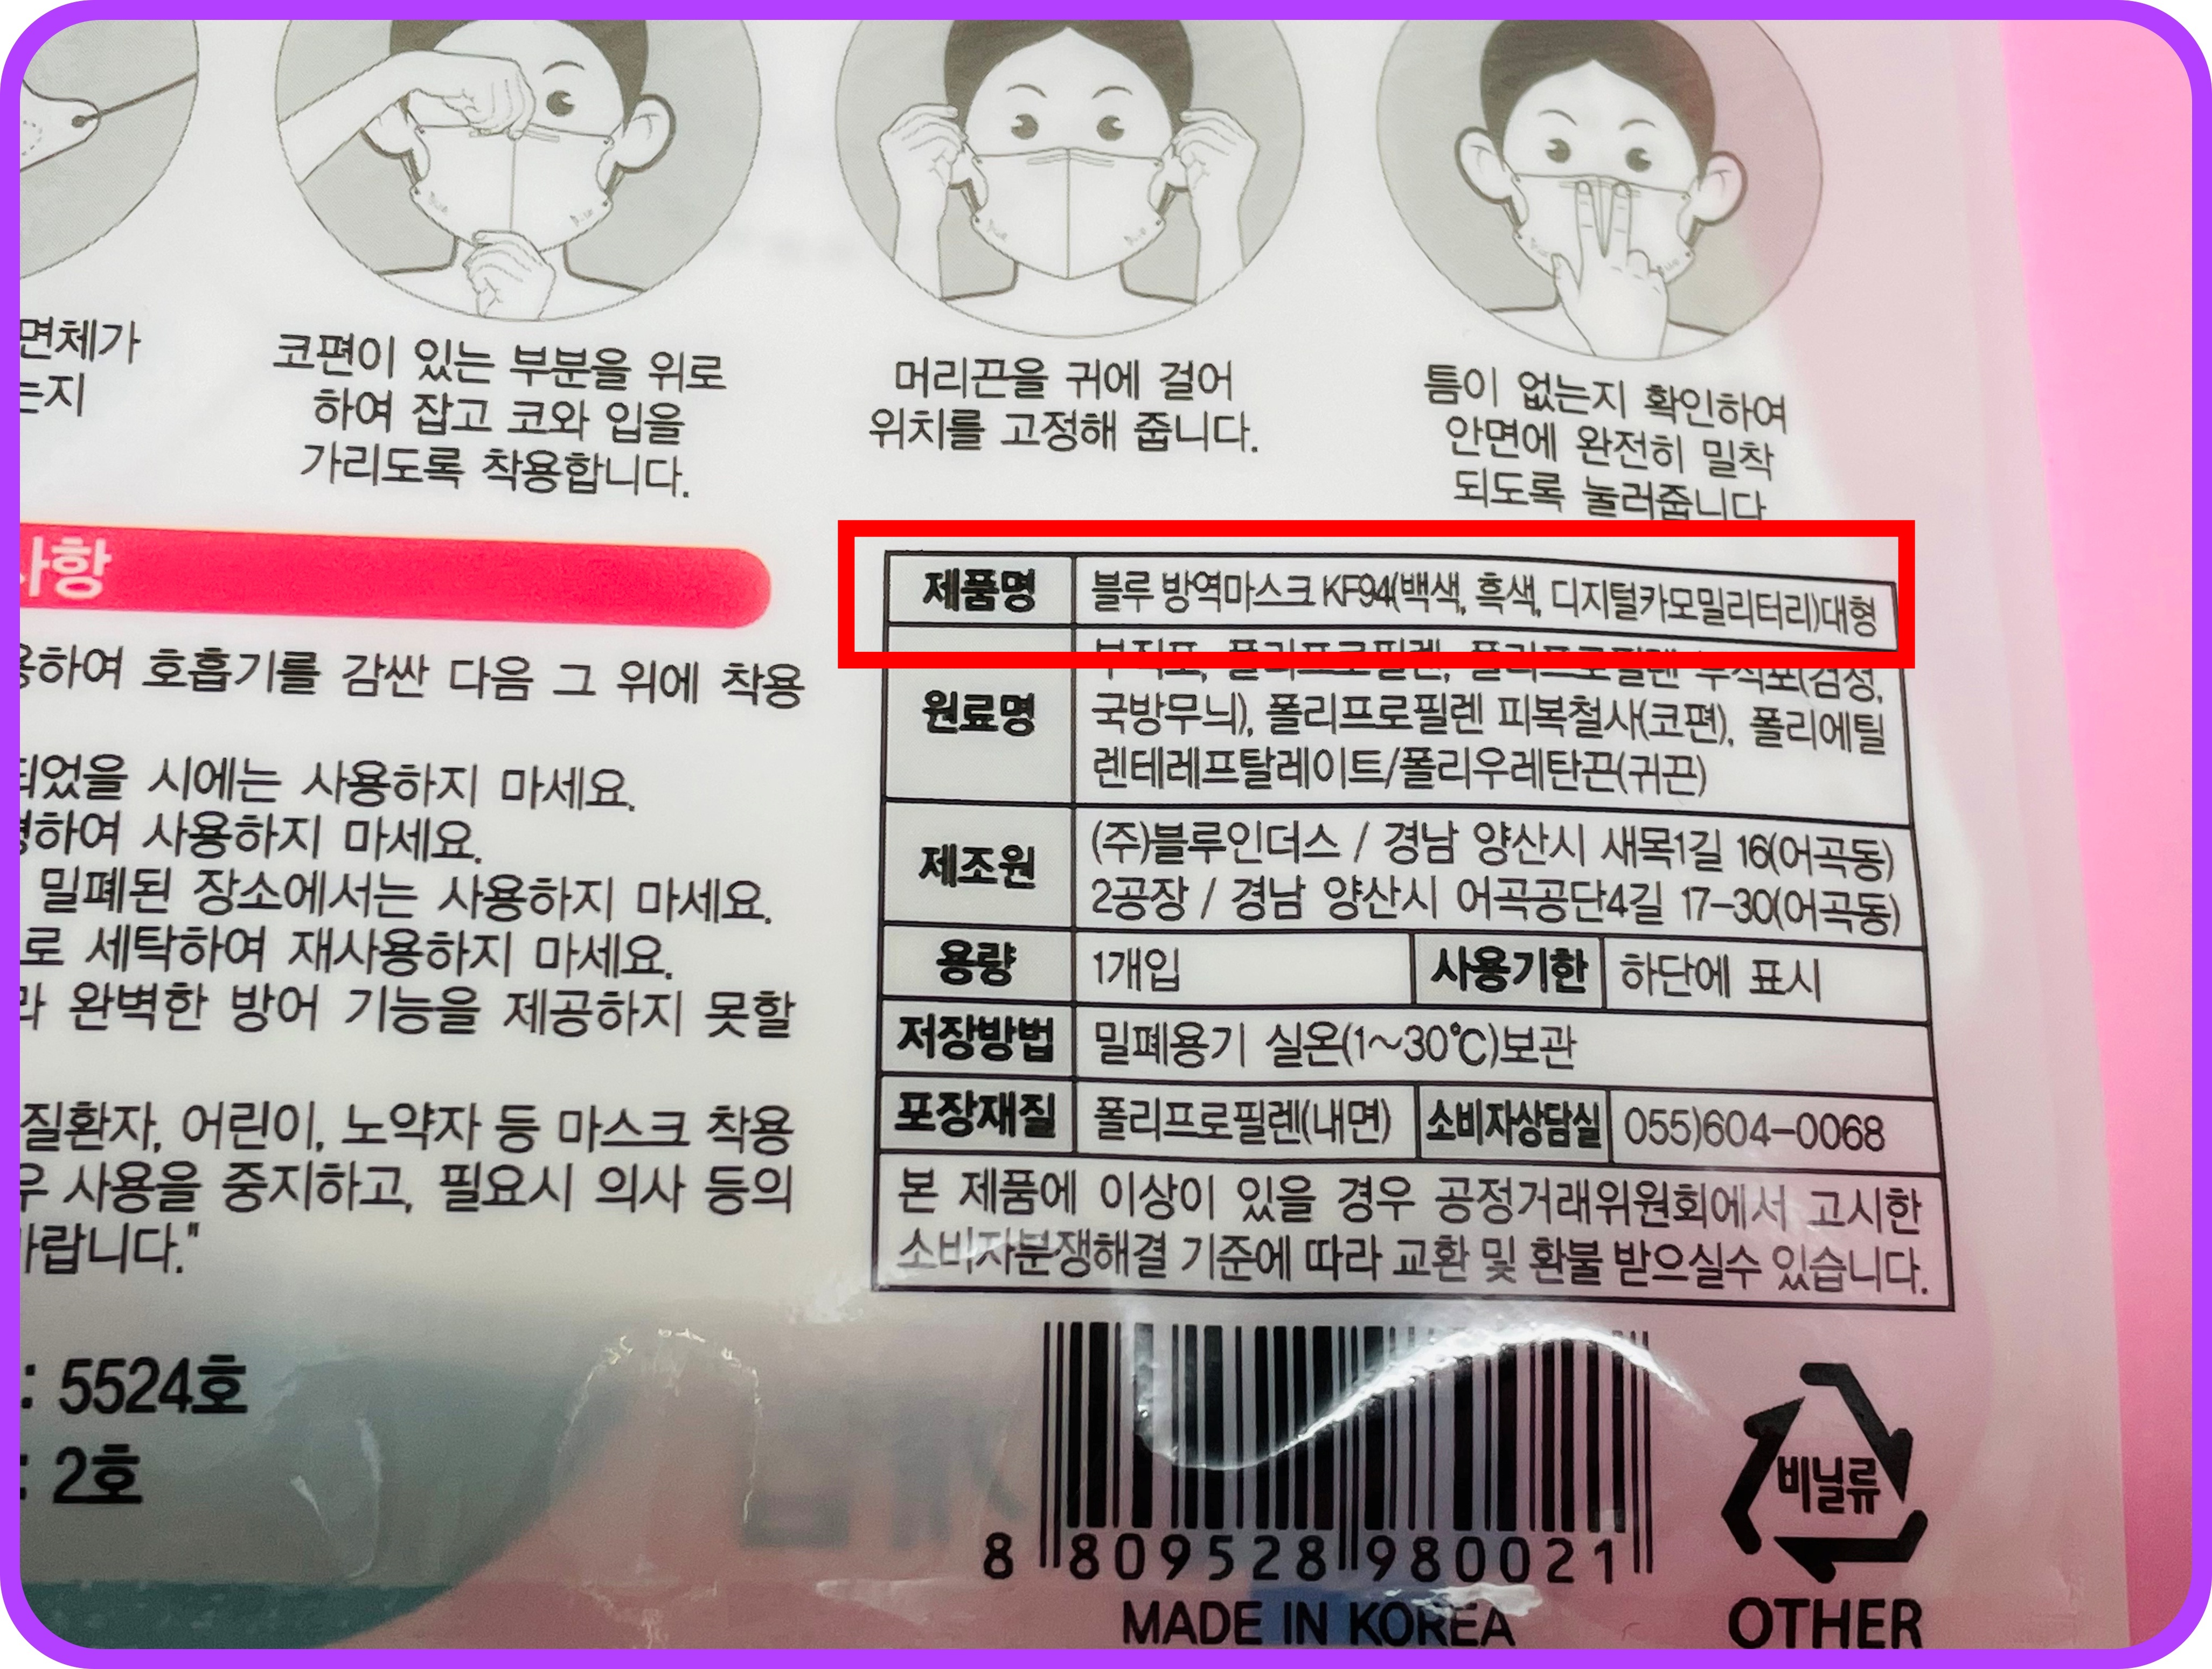 면체가
는지
코편이 있는 부분을 위로
하여 잡고 코와 입을
가리도록 착용합니다.
머리끈을 귀에 걸어
위치를 고정해 줍니다.
틈이 없는지 확인하여
안면에 완전히 밀착
되도록 눌러줍니다
사항
용하여 호흡기를 감싼 다음 그 위에 착용
되었을 시에는 사용하지 마세요.
하여 사용하지 마세요.
밀폐된 장소에서는 사용하지 마세요.
로 세탁하여 재사용하지 마세요.
라 완벽한 방어 기능을 제공하지 못할
질환자, 어린이, 노약자 등 마스크 착용
우 사용을 중지하고, 필요시 의사 등의
바랍니다."
: 5524호
: 2호
제품명 블루 방역마스크 KF94(백색, 흑색, 디지털카모밀리터리)대형
원료명 부직포, 폴리프로필렌, 폴리프로필렌 부직포(검정,
국방무늬), 폴리프로필렌 피복철사(코편), 폴리에틸
렌테레프탈레이트/폴리우레탄끈(귀끈)
제조원 (주)블루인더스 / 경남 양산시 새목1길 16(어곡동)
2공장 / 경남 양산시 어곡공단4길 17-30(어곡동)
용량 1개입 사용기한 하단에 표시
저장방법 밀폐용기 실온(1~30℃)보관
포장재질 폴리프로필렌(내면) 소비자상담실 055)604-0068
본 제품에 이상이 있을 경우 공정거래위원회에서 고시한
소비자분쟁해결 기준에 따라 교환 및 환불 받으실수 있습니다.
8 809528 980021
MADE IN KOREA
비닐류
OTHER